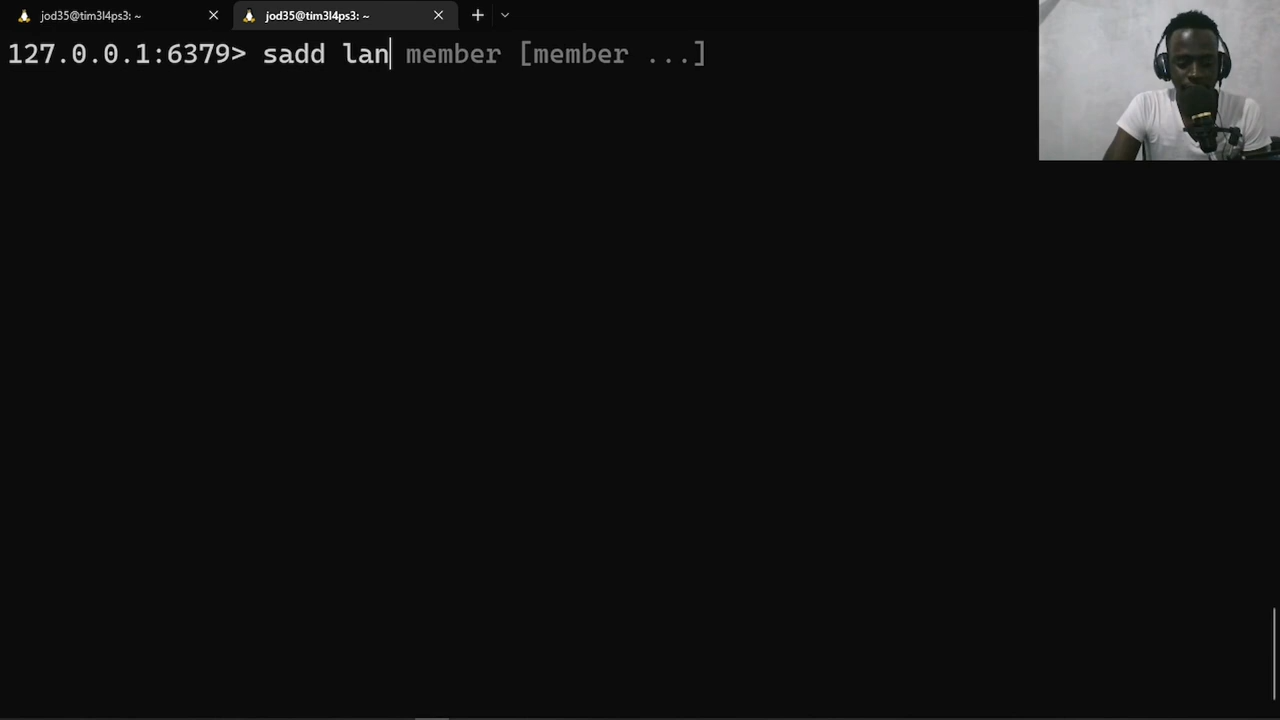 jod35@tim3l4ps3: ~
jod35@tim3l4ps3: ~
127.0.0.1:6379> sadd lan member [member ...]